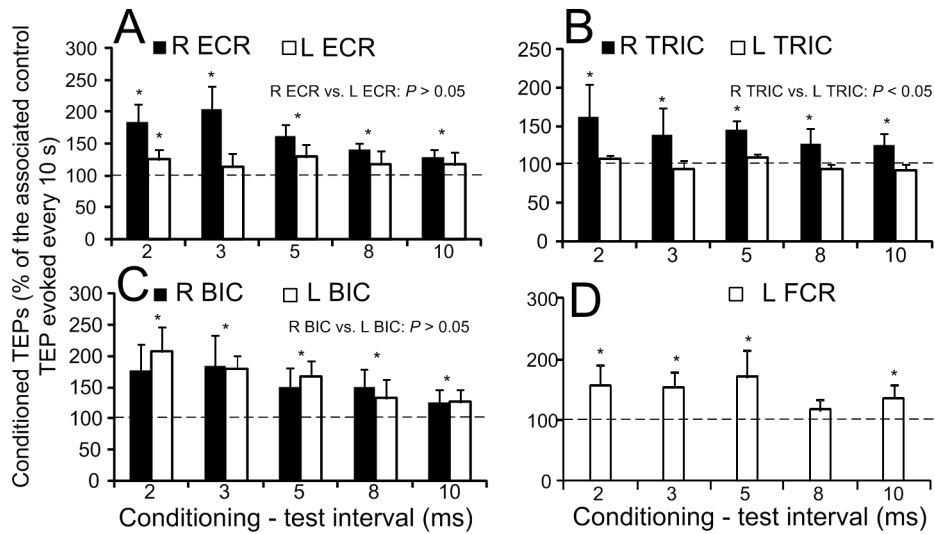 Conditioned TEPs (% of the associated control
TEP evoked every 10 s)
A
■ R ECR □ L ECR
R ECR vs. L ECR: P > 0.05
300
250
200
150
100
50
0
* * * * * *
2 3 5 8 10
B
■ R TRIC □ L TRIC
R TRIC vs. L TRIC: P < 0.05
250
200
150
100
50
0
* * * * *
2 3 5 8 10
C
■ R BIC □ L BIC
R BIC vs. L BIC: P > 0.05
300
250
200
150
100
50
0
* * * * *
2 3 5 8 10
Conditioning - test interval (ms)
D
□ L FCR
300
200
100
0
* * * *
2 3 5 8 10
Conditioning - test interval (ms)